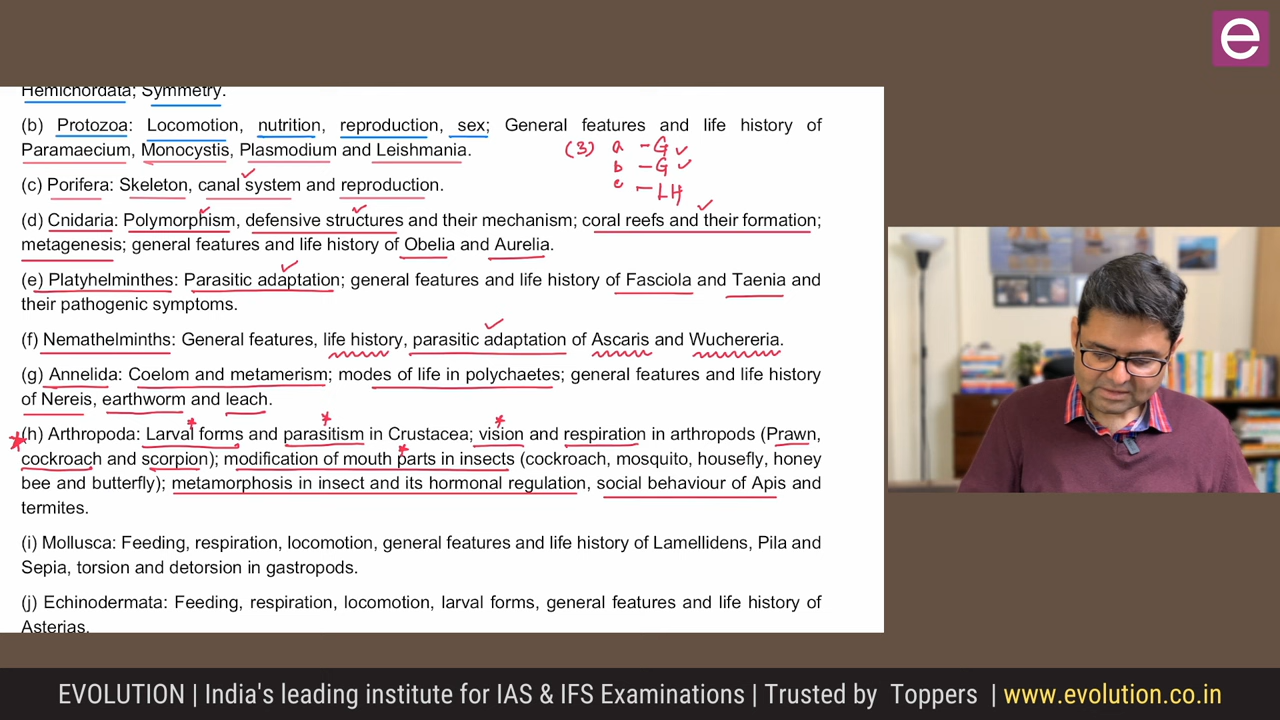 e
Hemichordata; Symmetry.
(b) Protozoa: Locomotion, nutrition, reproduction, sex; General features and life history of
Paramaecium, Monocystis, Plasmodium and Leishmania.
(3) a - G
b - G
c - LH
(c) Porifera: Skeleton, canal system and reproduction.
(d) Cnidaria: Polymorphism, defensive structures and their mechanism; coral reefs and their formation;
metagenesis; general features and life history of Obelia and Aurelia.
(e) Platyhelminthes: Parasitic adaptation; general features and life history of Fasciola and Taenia and
their pathogenic symptoms.
(f) Nemathelminths: General features, life history, parasitic adaptation of Ascaris and Wuchereria.
(g) Annelida: Coelom and metamerism; modes of life in polychaetes; general features and life history
of Nereis, earthworm and leach.
(h) Arthropoda: Larval forms and parasitism in Crustacea; vision and respiration in arthropods (Prawn,
cockroach and scorpion); modification of mouth parts in insects (cockroach, mosquito, housefly, honey
bee and butterfly); metamorphosis in insect and its hormonal regulation, social behaviour of Apis and
termites.
(i) Mollusca: Feeding, respiration, locomotion, general features and life history of Lamellidens, Pila and
Sepia, torsion and detorsion in gastropods.
(j) Echinodermata: Feeding, respiration, locomotion, larval forms, general features and life history of
Asterias.
EVOLUTION | India's leading institute for IAS & IFS Examinations | Trusted by Toppers | www.evolution.co.in